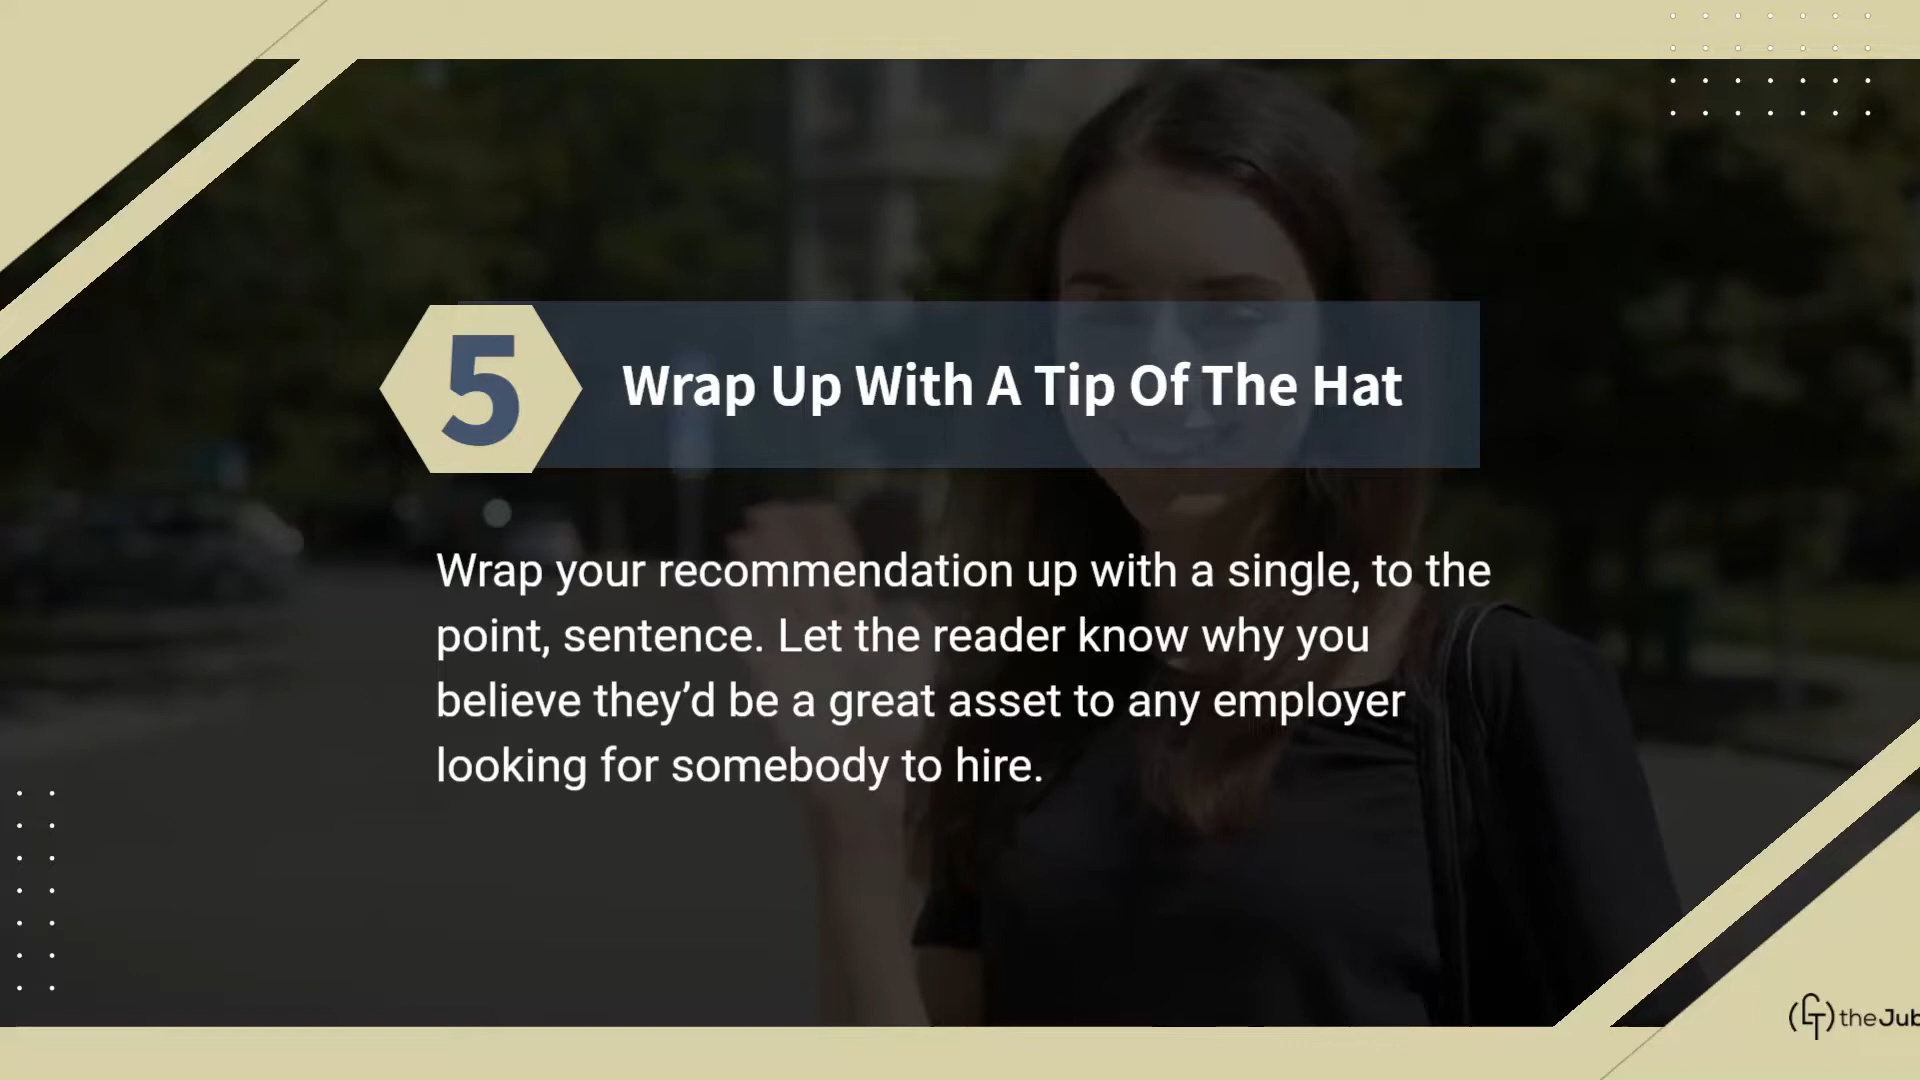 5
Wrap Up With A Tip Of The Hat
Wrap your recommendation up with a single, to the
point, sentence. Let the reader know why you
believe they’d be a great asset to any employer
looking for somebody to hire.
theJub